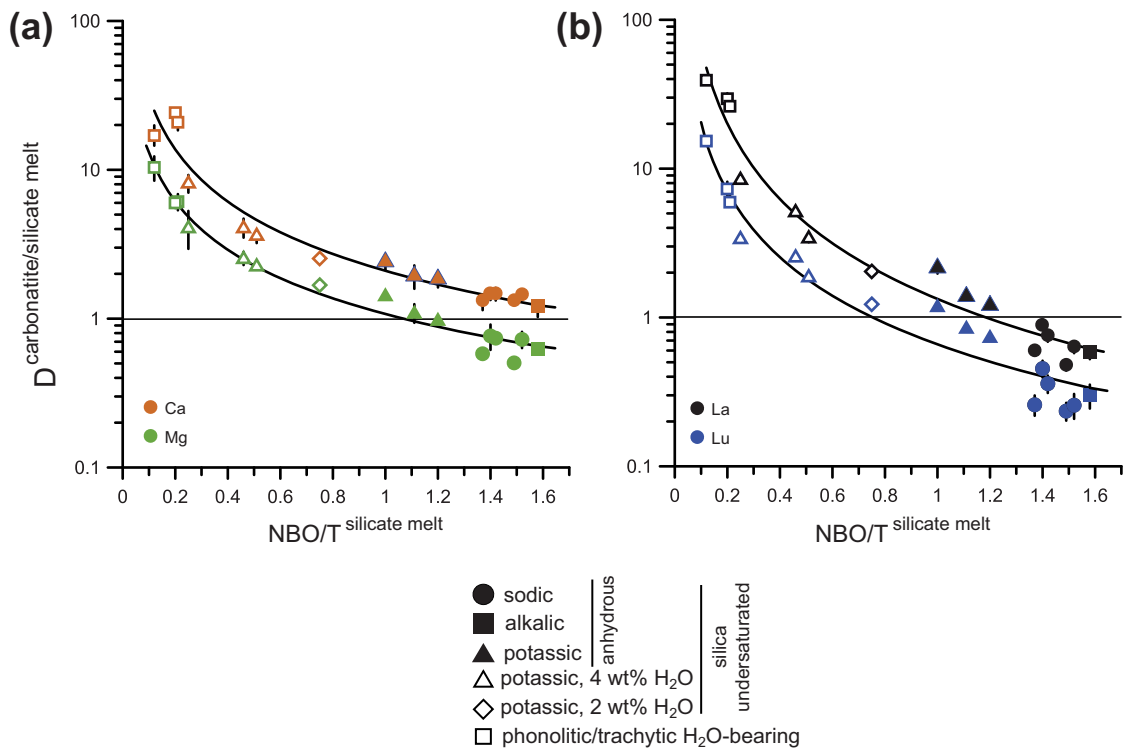 (a)
100
10
1
0.1
D carbonatite/silicate melt
0 0.2 0.4 0.6 0.8 1 1.2 1.4 1.6
NBO/T silicate melt
Ca
Mg
(b)
100
10
1
0.1
0 0.2 0.4 0.6 0.8 1 1.2 1.4 1.6
NBO/T silicate melt
La
Lu
sodic
alkalic
potassic
potassic, 4 wt% H₂O
potassic, 2 wt% H₂O
phonolitic/trachytic H₂O-bearing
anhydrous
silica
undersaturated